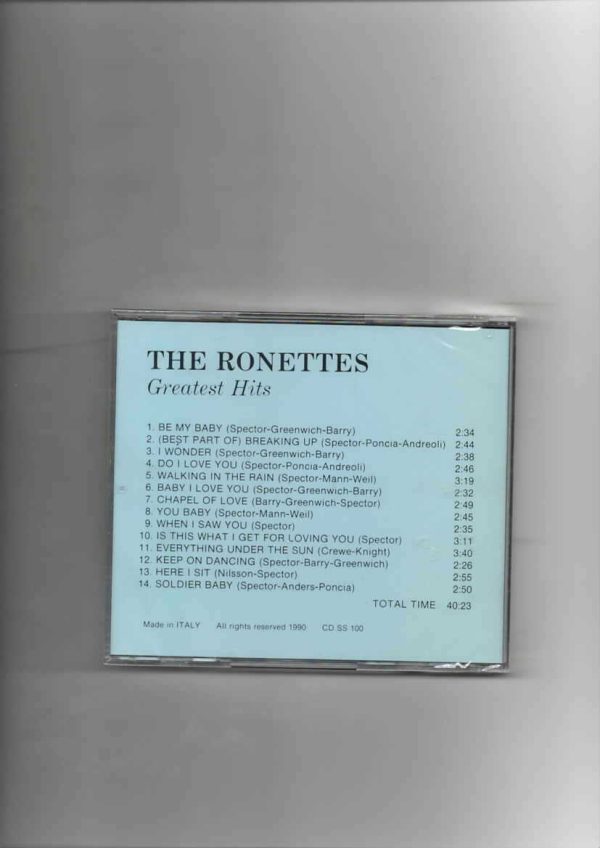 THE RONETTES
Greatest Hits
1. BE MY BABY (Spector-Greenwich-Barry) 2:34
2. (BEST PART OF) BREAKING UP (Spector-Poncia-Andreoli) 2:44
3. I WONDER (Spector-Greenwich-Barry) 2:38
4. DO I LOVE YOU (Spector-Poncia-Andreoli) 2:46
5. WALKING IN THE RAIN (Spector-Mann-Weil) 3:19
6. BABY I LOVE YOU (Spector-Greenwich-Barry) 2:32
7. CHAPEL OF LOVE (Barry-Greenwich-Spector) 2:49
8. YOU BABY (Spector-Mann-Weil) 2:45
9. WHEN I SAW YOU (Spector) 2:35
10. IS THIS WHAT I GET FOR LOVING YOU (Spector) 3:11
11. EVERYTHING UNDER THE SUN (Crewe-Knight) 3:40
12. KEEP ON DANCING (Spector-Barry-Greenwich) 2:26
13. HERE I SIT (Nilsson-Spector) 2:55
14. SOLDIER BABY (Spector-Anders-Poncia) 2:50
TOTAL TIME 40:23
Made in ITALY All rights reserved 1990 CD SS 100